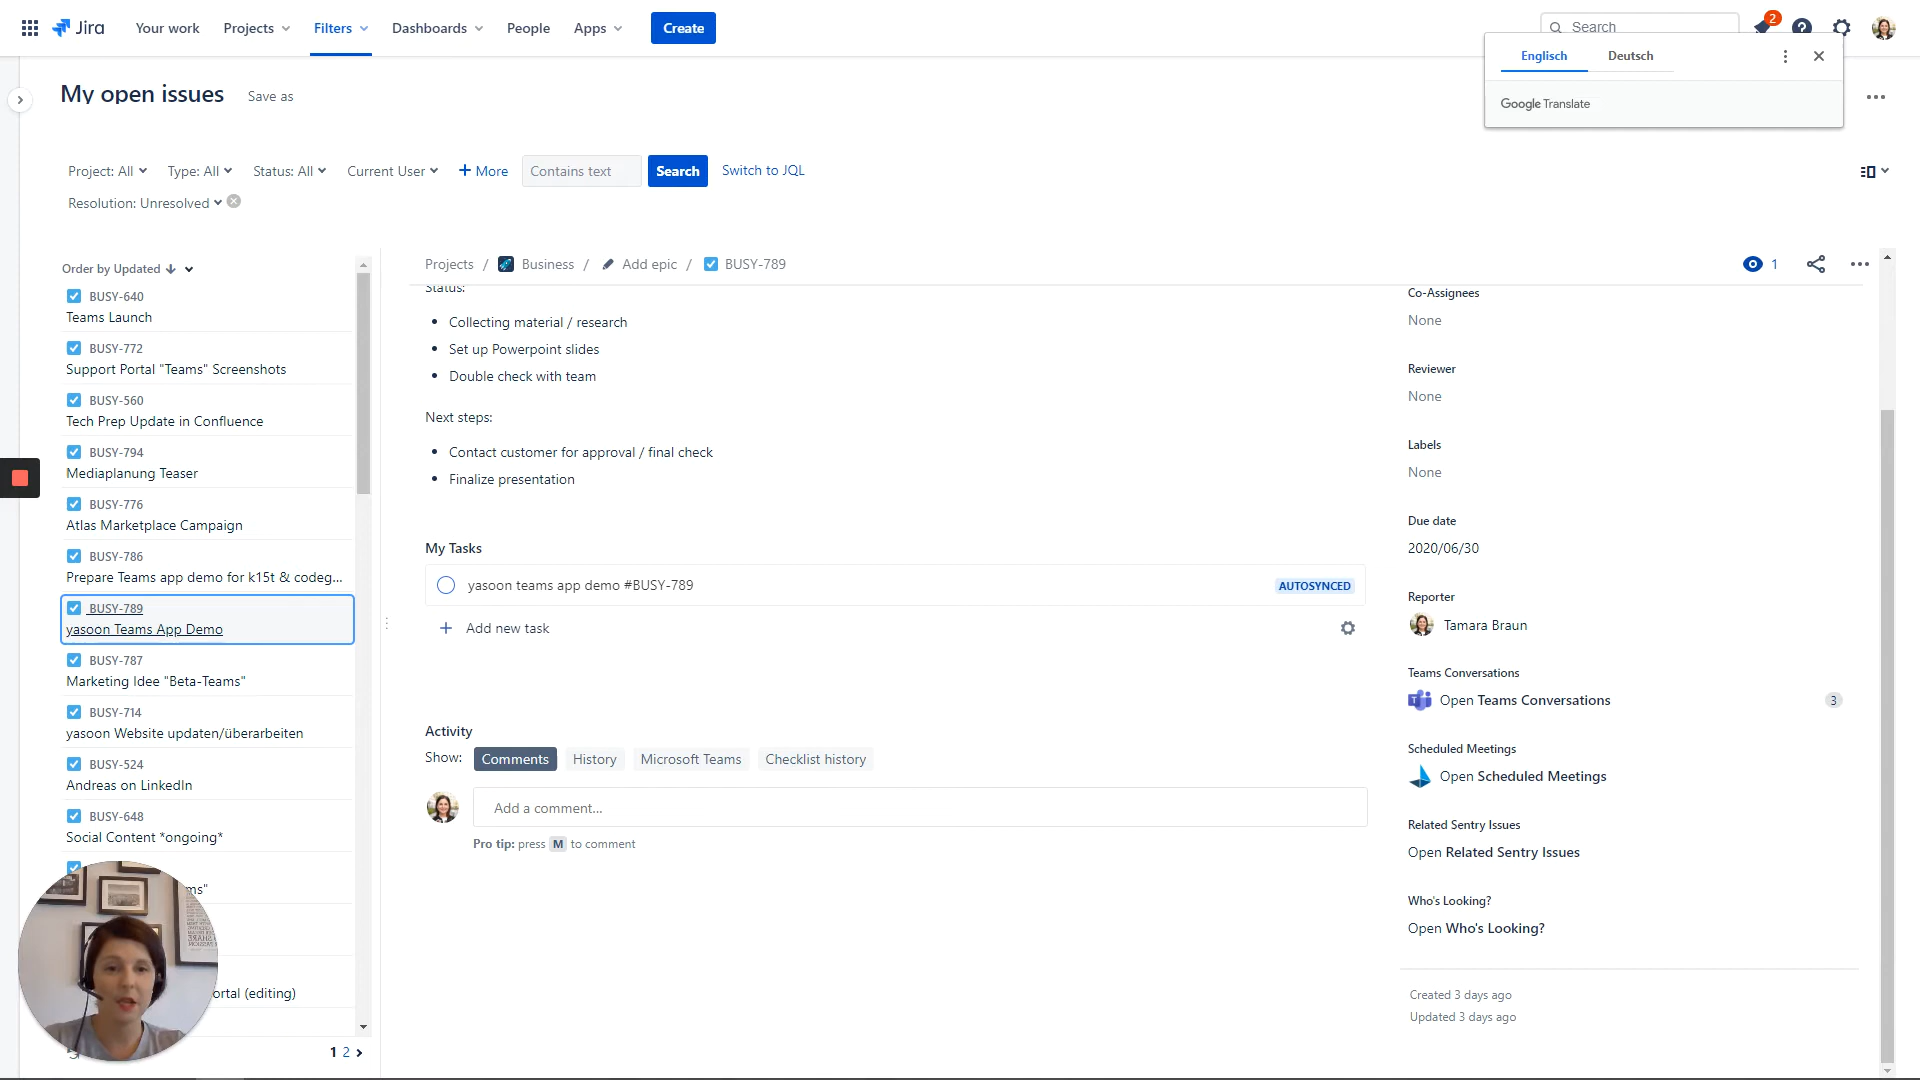 Jira
Your work
Projects
Filters
Dashboards
People
Apps
Create
Search
2
Englisch
Deutsch
Google Translate
My open issues
Save as
Project: All
Type: All
Status: All
Current User
+ More
Contains text
Search
Switch to JQL
Resolution: Unresolved
Order by Updated
BUSY-640
Teams Launch
BUSY-772
Support Portal "Teams" Screenshots
BUSY-560
Tech Prep Update in Confluence
BUSY-794
Mediaplanung Teaser
BUSY-776
Atlas Marketplace Campaign
BUSY-786
Prepare Teams app demo for k15t & codeg...
BUSY-789
yasoon Teams App Demo
BUSY-787
Marketing Idee "Beta-Teams"
BUSY-714
yasoon Website updaten/überarbeiten
BUSY-524
Andreas on LinkedIn
BUSY-648
Social Content *ongoing*
ms"
ortal (editing)
1 2
Projects / Business / Add epic / BUSY-789
1
Status:
• Collecting material / research
• Set up Powerpoint slides
• Double check with team
Next steps:
• Contact customer for approval / final check
• Finalize presentation
My Tasks
yasoon teams app demo #BUSY-789
AUTOSYNCED
+ Add new task
Activity
Show:
Comments
History
Microsoft Teams
Checklist history
Add a comment...
Pro tip: press M to comment
Co-Assignees
None
Reviewer
None
Labels
None
Due date
2020/06/30
Reporter
Tamara Braun
Teams Conversations
Open Teams Conversations
3
Scheduled Meetings
Open Scheduled Meetings
Related Sentry Issues
Open Related Sentry Issues
Who's Looking?
Open Who's Looking?
Created 3 days ago
Updated 3 days ago